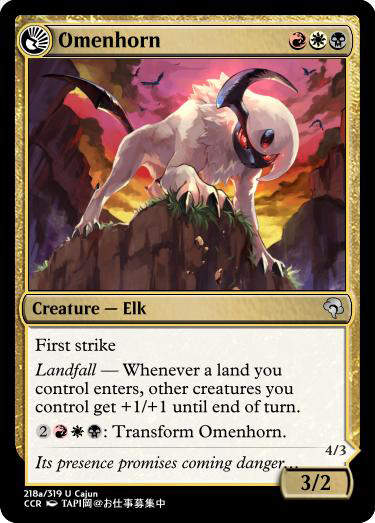 Omenhorn
Creature — Elk
First strike
Landfall — Whenever a land you
control enters, other creatures you
control get +1/+1 until end of turn.
2: Transform Omenhorn.
4/3
Its presence promises coming danger...
3/2
218a/319 U Cajun
CCR TAPI岡@お仕事募集中